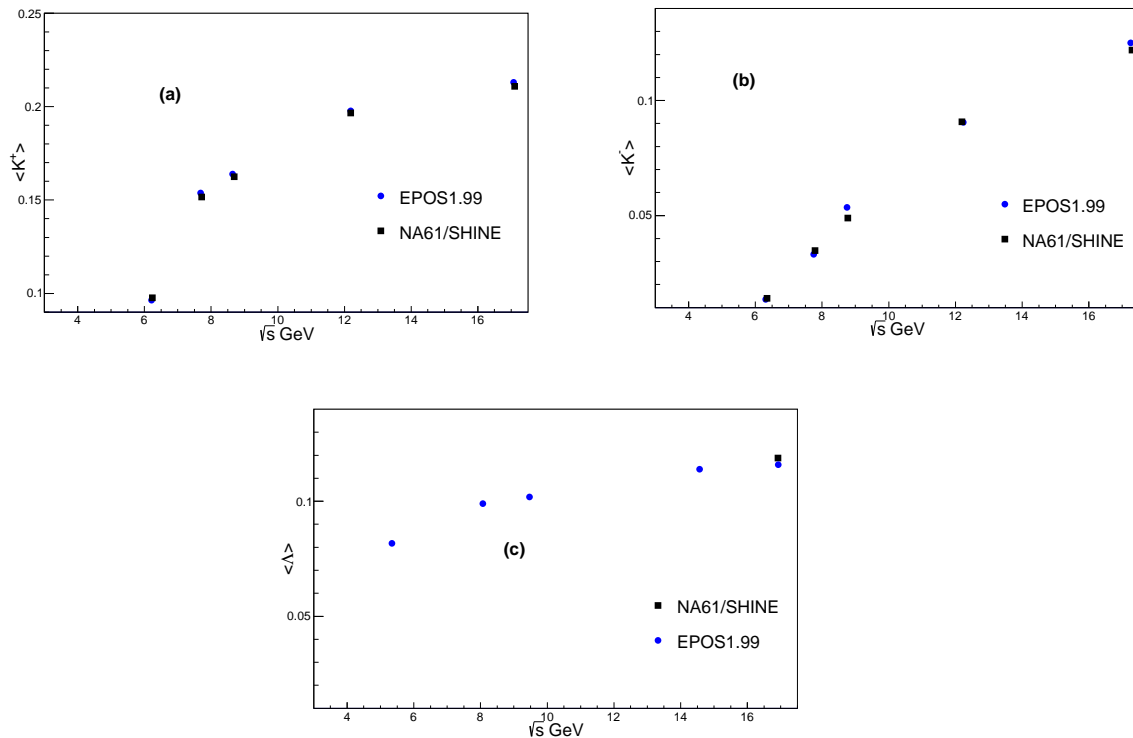 0.25
0.2
0.15
0.1
<K⁺>
(a)
EPOS1.99
NA61/SHINE
4 6 8 10 12 14 16
√s GeV
0.1
0.05
<K⁻>
(b)
EPOS1.99
NA61/SHINE
4 6 8 10 12 14 16
√s GeV
0.1
0.05
<Λ>
(c)
NA61/SHINE
EPOS1.99
4 6 8 10 12 14 16
√s GeV